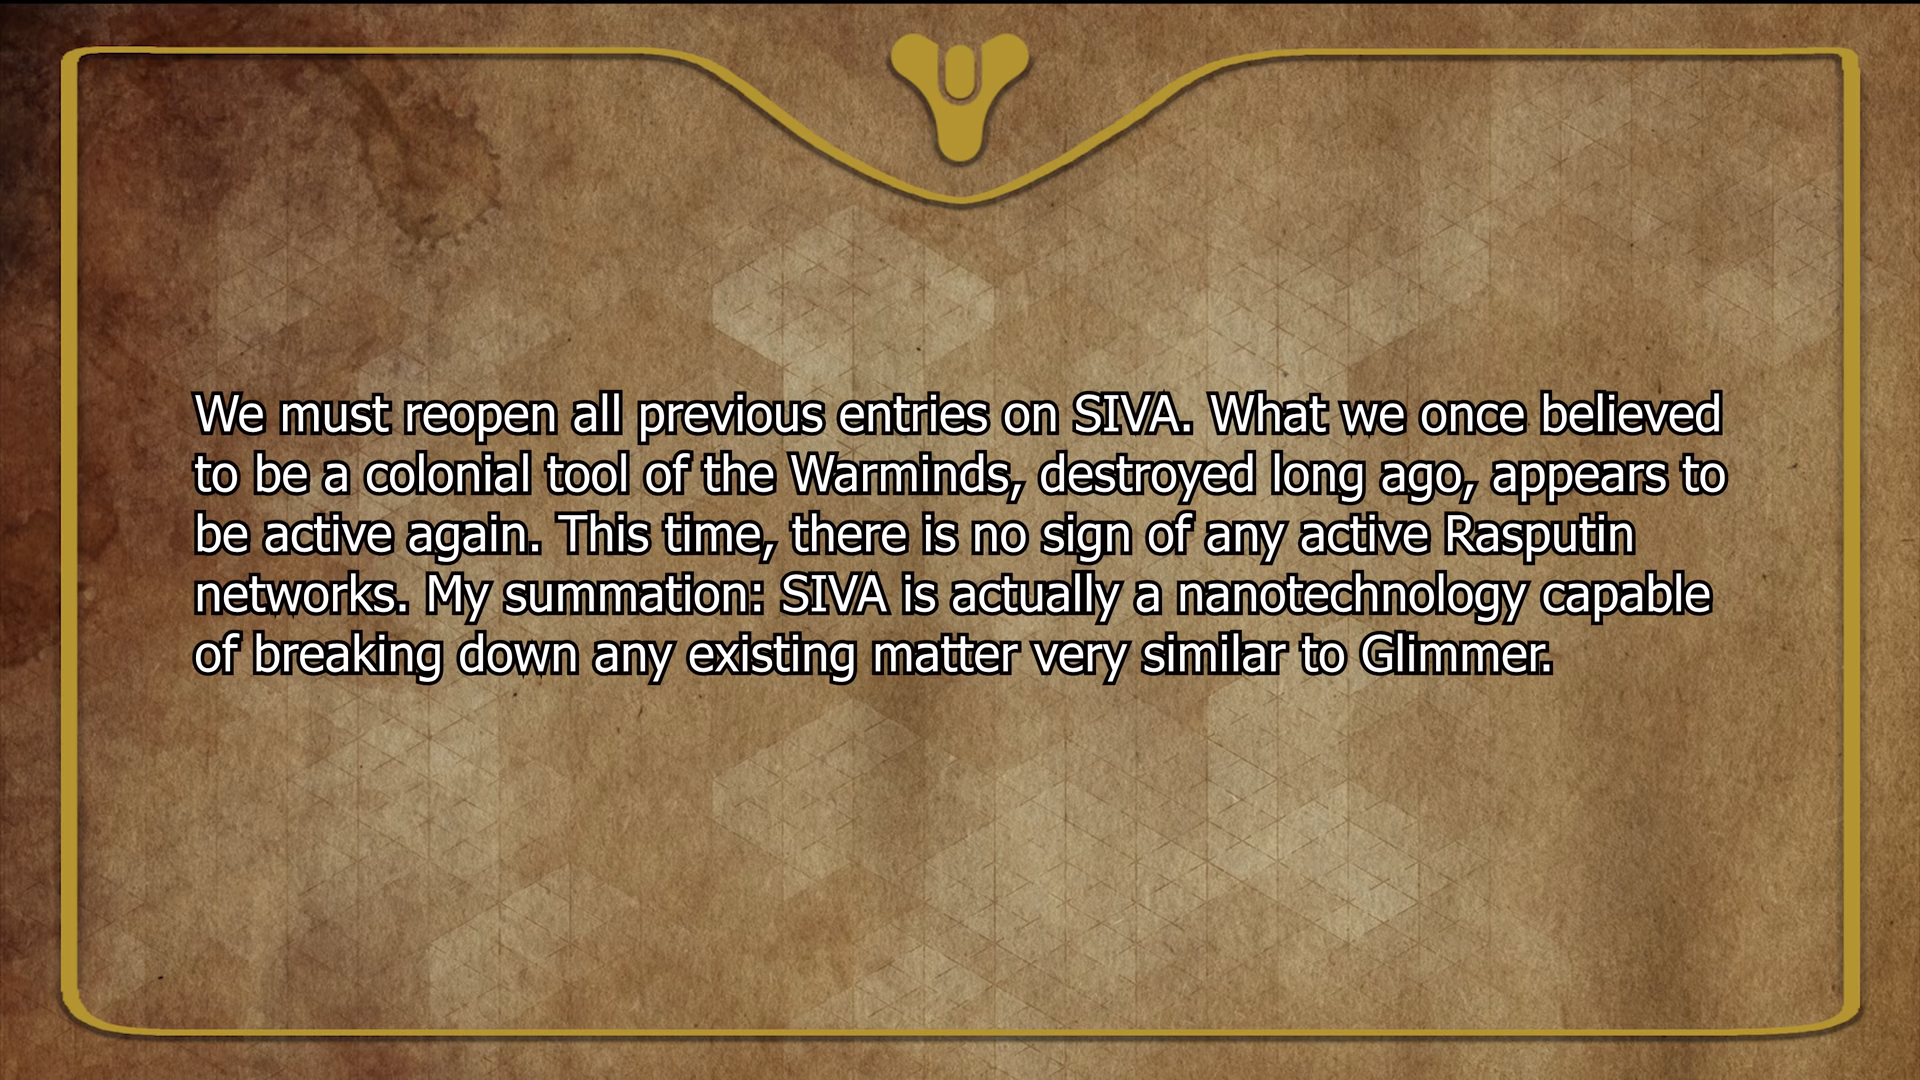 We must reopen all previous entries on SIVA. What we once believed
to be a colonial tool of the Warminds, destroyed long ago, appears to
be active again. This time, there is no sign of any active Rasputin
networks. My summation: SIVA is actually a nanotechnology capable
of breaking down any existing matter very similar to Glimmer.